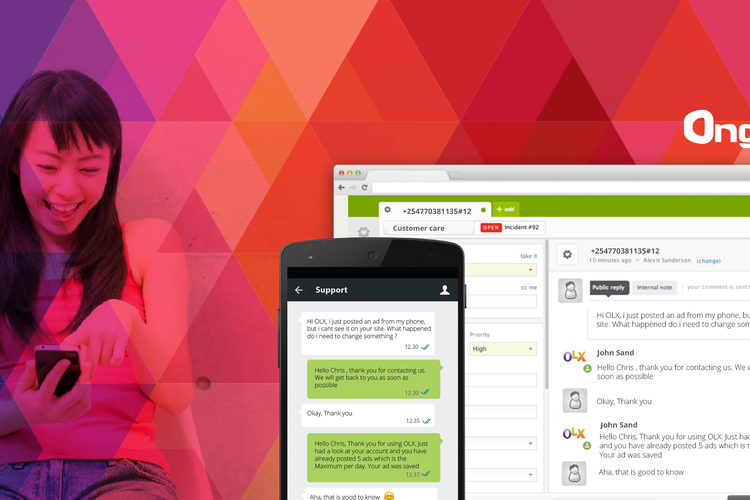 Ong
+254770381135#12
+ add
Customer care
OPEN Incident #92
take it
cc me
Priority
High
+254770381135#12
10 minutes ago • Alexis Sanderson (change)
Public reply Internal note your comment is sent t
Hi OLX, i just posted an ad from my phone, bu
site. What happened do i need to change som
OLX John Sand
Hello Chris , thank you for contacting us. We w
soon as possible
Okay, Thank you
OLX John Sand
Hello Chris, Thank you for using OLX. Just
and you have already posted 5 ads which is t
Your ad was saved
Aha, that is good to know
Support
Hi OLX, i just posted an ad from my phone,
but i cant see it on your site. What happened
do i need to change something ?
12.30
Hello Chris , thank you for contacting us.
We will get back to you as soon as
possible
12.30
Okay, Thank you
12.35
Hello Chris, Thank you for using OLX. Just
had a look at your account and you have
already posted 5 ads which is the
Maximum per day. Your ad was saved
12.37
Aha, that is good to know